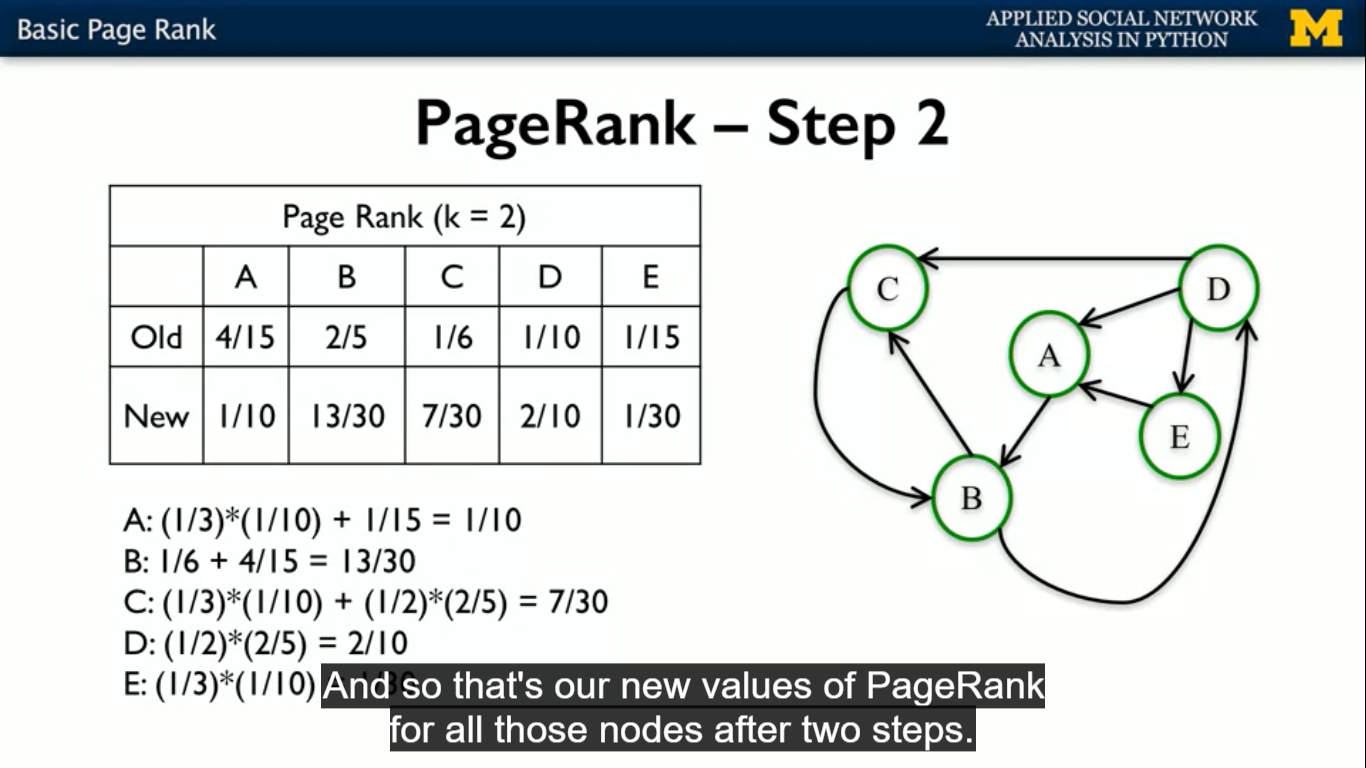 Basic Page Rank
APPLIED SOCIAL NETWORK
ANALYSIS IN PYTHON
M
PageRank – Step 2
Page Rank (k = 2)
A B C D E
Old 4/15 2/5 1/6 1/10 1/15
New 1/10 13/30 7/30 2/10 1/30
C
D
A
E
B
A: (1/3)*(1/10) + 1/15 = 1/10
B: 1/6 + 4/15 = 13/30
C: (1/3)*(1/10) + (1/2)*(2/5) = 7/30
D: (1/2)*(2/5) = 2/10
E: (1/3)*(1/10)
And so that's our new values of PageRank
for all those nodes after two steps.